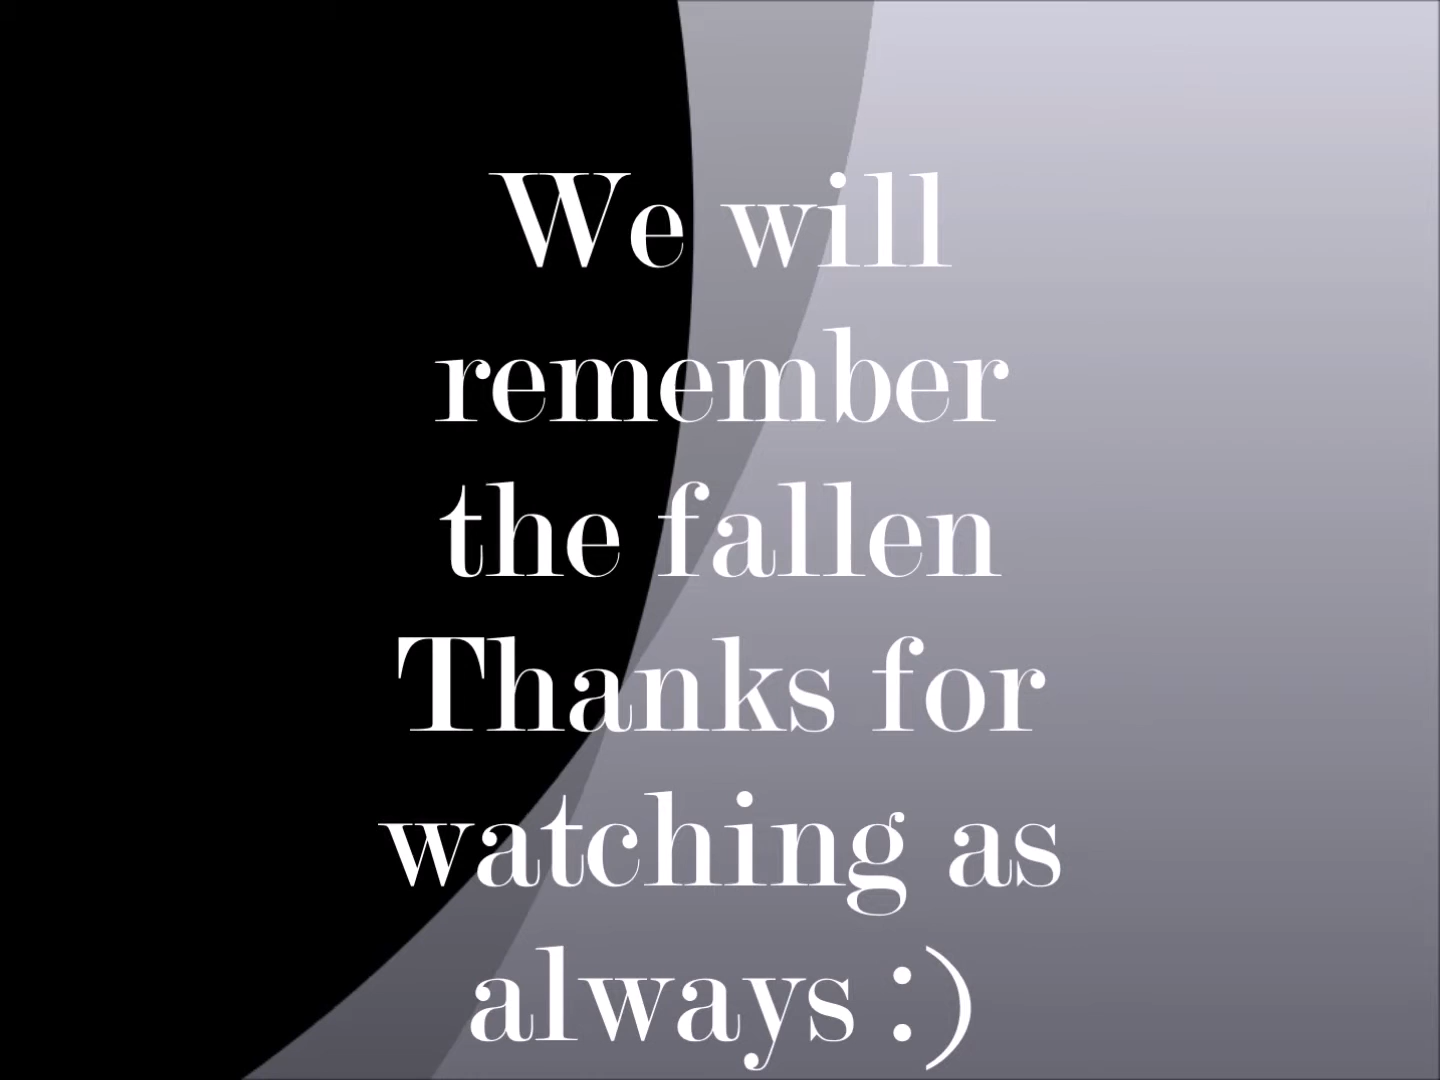 We will
remember
the fallen
Thanks for
watching as
always :)